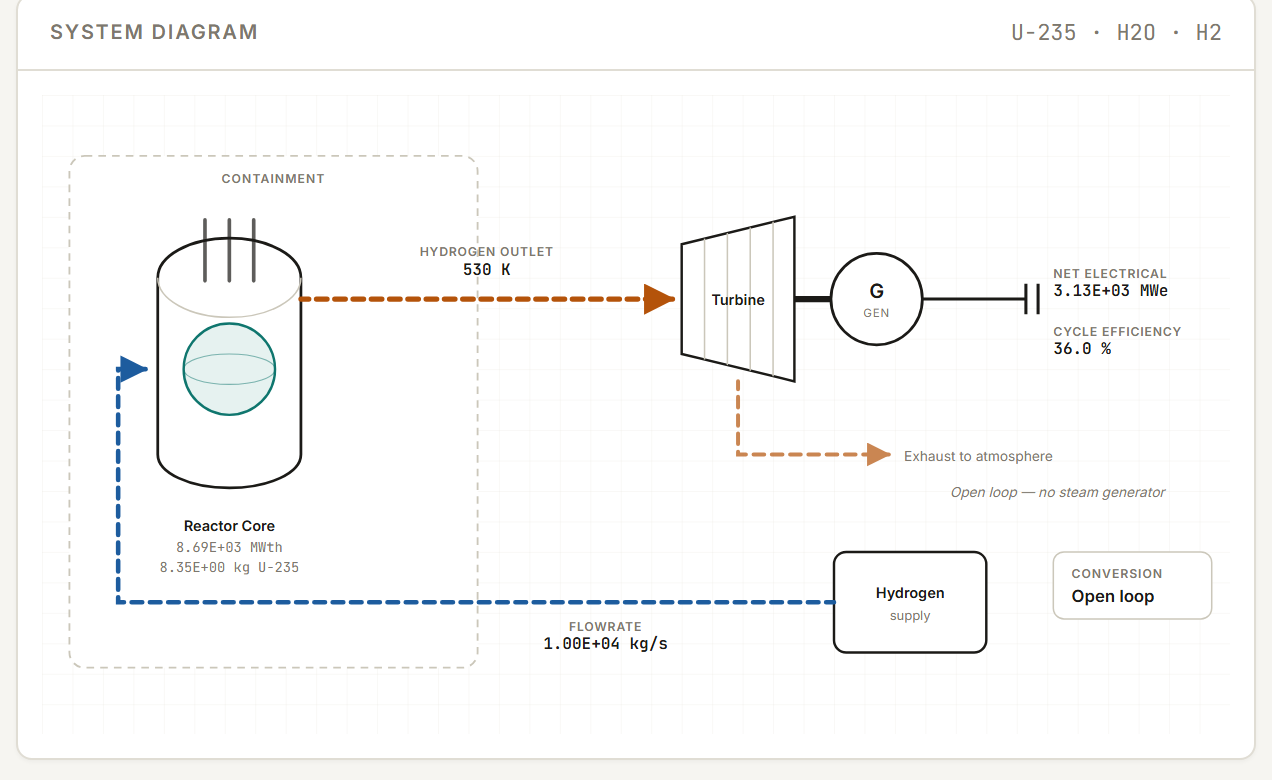 SYSTEM DIAGRAM
U-235 · H2O · H2
CONTAINMENT
HYDROGEN OUTLET
530 K
Turbine
G
GEN
NET ELECTRICAL
3.13E+03 MWe
CYCLE EFFICIENCY
36.0 %
Exhaust to atmosphere
Open loop — no steam generator
Reactor Core
8.69E+03 MWth
8.35E+00 kg U-235
Hydrogen
supply
CONVERSION
Open loop
FLOWRATE
1.00E+04 kg/s